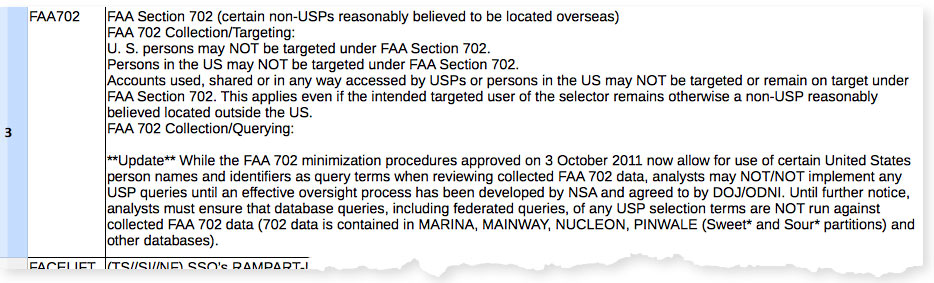 FAA702
FAA Section 702 (certain non-USPs reasonably believed to be located overseas)
FAA 702 Collection/Targeting:
U. S. persons may NOT be targeted under FAA Section 702.
Persons in the US may NOT be targeted under FAA Section 702.
Accounts used, shared or in any way accessed by USPs or persons in the US may NOT be targeted or remain on target under
FAA Section 702. This applies even if the intended targeted user of the selector remains otherwise a non-USP reasonably
believed located outside the US.
3
FAA 702 Collection/Querying:
**Update** While the FAA 702 minimization procedures approved on 3 October 2011 now allow for use of certain United States
person names and identifiers as query terms when reviewing collected FAA 702 data, analysts may NOT/NOT implement any
USP queries until an effective oversight process has been developed by NSA and agreed to by DOJ/ODNI. Until further notice,
analysts must ensure that database queries, including federated queries, of any USP selection terms are NOT run against
collected FAA 702 data (702 data is contained in MARINA, MAINWAY, NUCLEON, PINWALE (Sweet* and Sour* partitions) and
other databases).
FACELIFT
(TS//SI//NF) SSO's RAMPART-